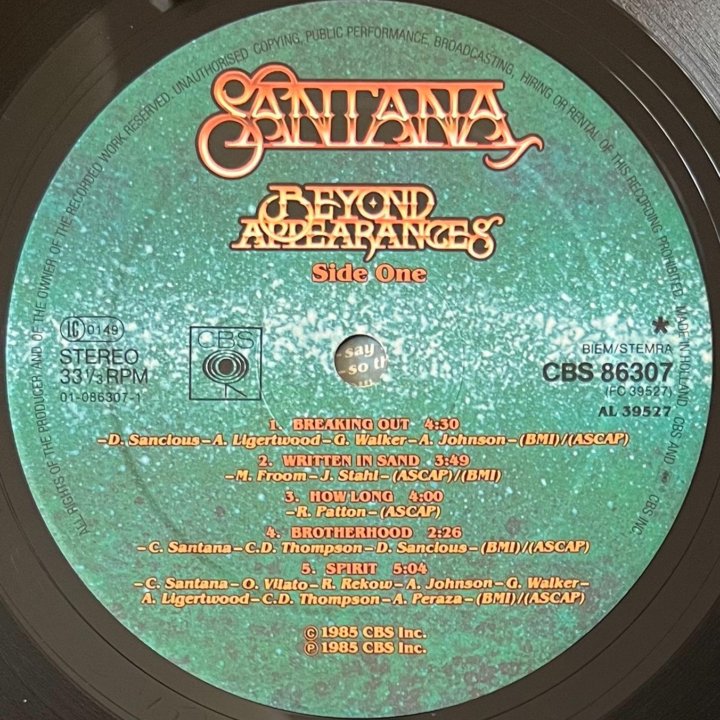 ALL RIGHTS OF THE PRODUCER AND OF THE OWNER OF THE RECORDED WORK RESERVED. UNAUTHORISED COPYING, PUBLIC PERFORMANCE, BROADCASTING, HIRING OR RENTAL OF THIS RECORDING PROHIBITED. MADE IN HOLLAND CBS AND CBS INC.
SANTANA
BEYOND
APPEARANCES
Side One
LC 0149
STEREO
33 1/3 RPM
01-086307-1
CBS
-say
-so th
*
BIEM/STEMRA
CBS 86307
(FC 39527)
AL 39527
1. BREAKING OUT 4:30
-D. Sancious-A. Ligertwood-G. Walker-A. Johnson-(BMI)/(ASCAP)
2. WRITTEN IN SAND 3:49
-M. Froom-J. Stahl-(ASCAP)/(BMI)
3. HOW LONG 4:00
-R. Patton-(ASCAP)
4. BROTHERHOOD 2:26
-C. Santana-C.D. Thompson-D. Sancious-(BMI)/(ASCAP)
5. SPIRIT 5:04
-C. Santana-O. Vilato-R. Rekow-A. Johnson-G. Walker-
A. Ligertwood-C.D. Thompson-A. Peraza-(BMI)/(ASCAP)
© 1985 CBS Inc.
℗ 1985 CBS Inc.